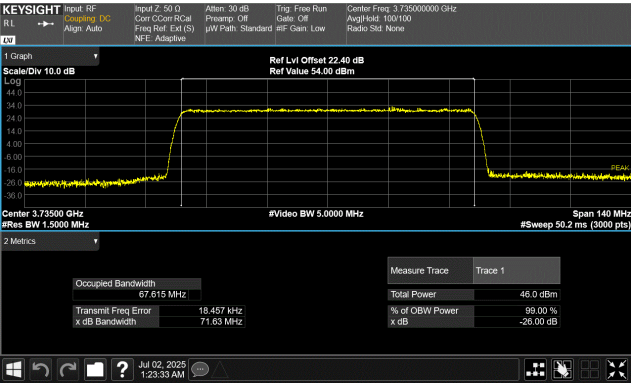 KEYSIGHT Input: RF Input Z: 50 Ω Atten: 30 dB Trig: Free Run Center Freq: 3.735000000 GHz
RL Coupling: DC Corr CCorr RCal Preamp: Off Gate: Off Avg|Hold: 100/100
Align: Auto Freq Ref: Ext (S) µW Path: Standard #IF Gain: Low Radio Std: None
LXI NFE: Adaptive
1 Graph
Ref Lvl Offset 22.40 dB
Scale/Div 10.0 dB Ref Value 54.00 dBm
Log
44.0
34.0
24.0
14.0
4.00
-6.00
-16.0
PEAK
-26.0
-36.0
Center 3.73500 GHz #Video BW 5.0000 MHz Span 140 MHz
#Res BW 1.5000 MHz #Sweep 50.2 ms (3000 pts)
2 Metrics
Measure Trace Trace 1
Occupied Bandwidth
67.615 MHz Total Power 46.0 dBm
Transmit Freq Error 18.457 kHz % of OBW Power 99.00 %
x dB Bandwidth 71.63 MHz x dB -26.00 dB
? Jul 02, 2025
1:23:33 AM